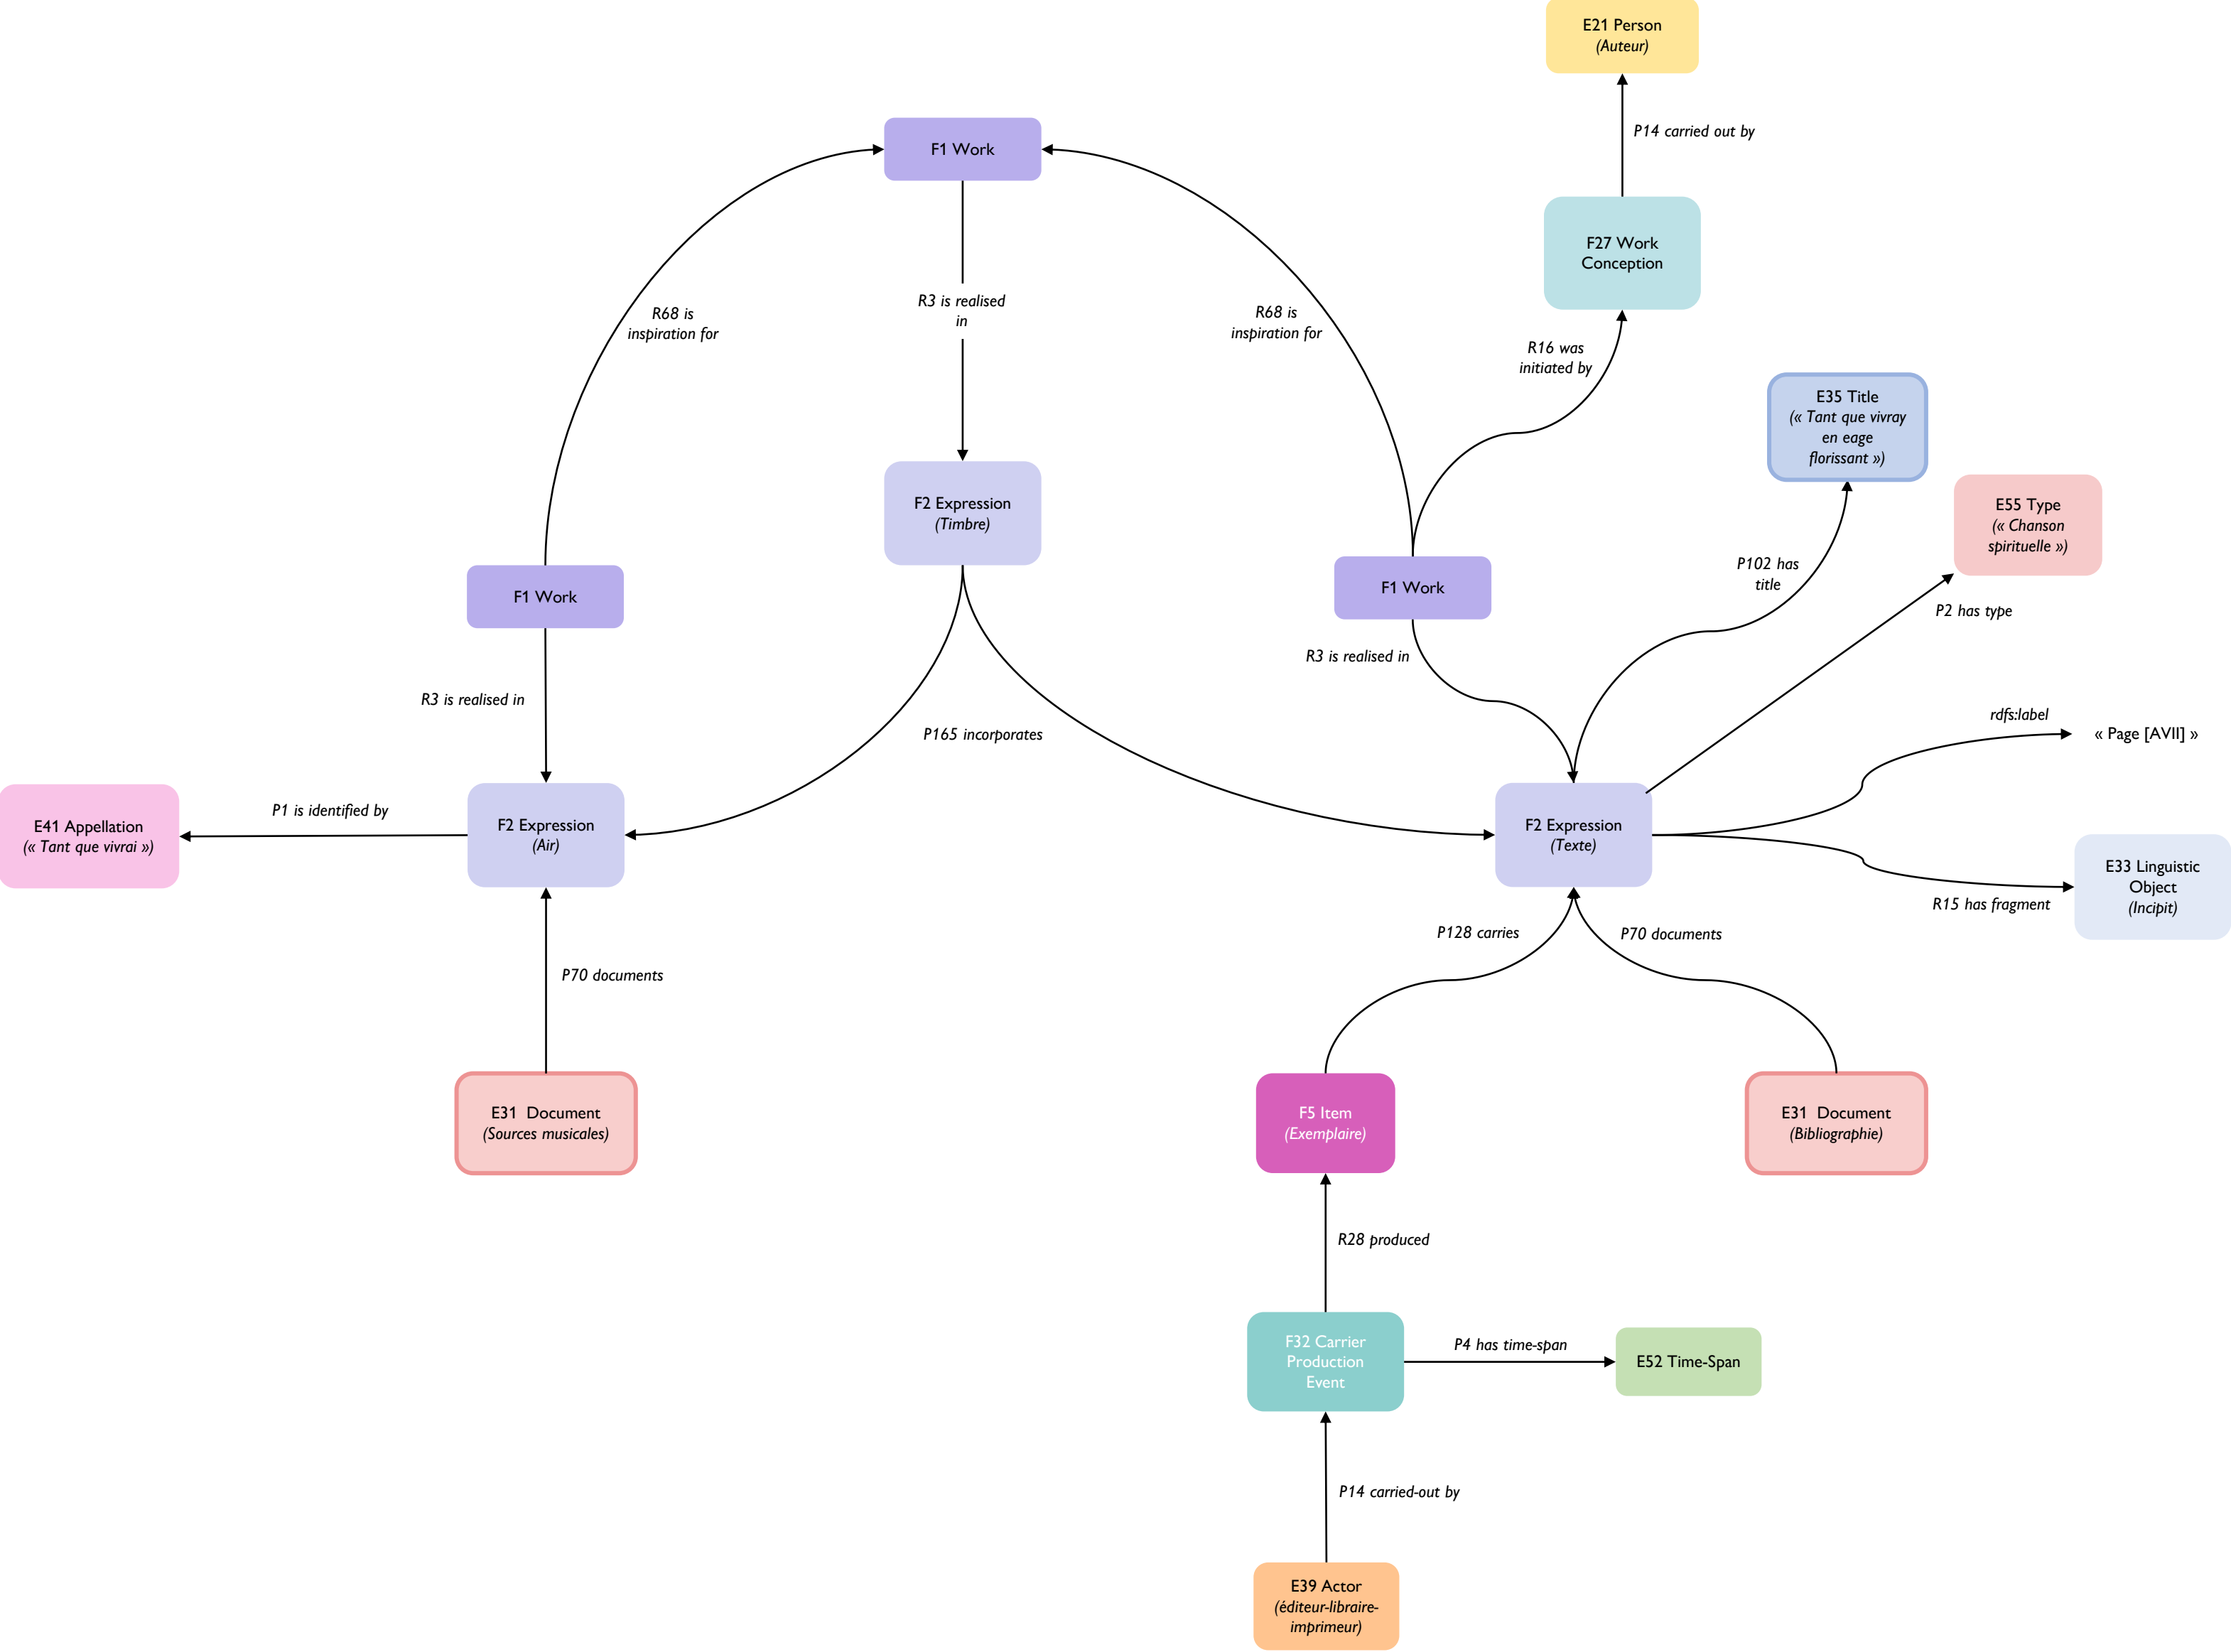 E21 Person
(Auteur)
P14 carried out by
F1 Work
F27 Work
Conception
R68 is
inspiration for
R3 is realised
in
R68 is
inspiration for
R16 was
initiated by
E35 Title
(« Tant que vivray
en eage
florissant »)
F2 Expression
(Timbre)
E55 Type
(« Chanson
spirituelle »)
P102 has
title
F1 Work
F1 Work
P2 has type
R3 is realised in
R3 is realised in
rdfs:label
« Page [AVII] »
P165 incorporates
P1 is identified by
E41 Appellation
(« Tant que vivrai »)
F2 Expression
(Air)
F2 Expression
(Texte)
E33 Linguistic
Object
(Incipit)
R15 has fragment
P128 carries
P70 documents
P70 documents
E31  Document
(Sources musicales)
F5 Item
(Exemplaire)
E31  Document
(Bibliographie)
R28 produced
F32 Carrier
Production
Event
P4 has time-span
E52 Time-Span
P14 carried-out by
E39 Actor
(éditeur-libraire-
imprimeur)